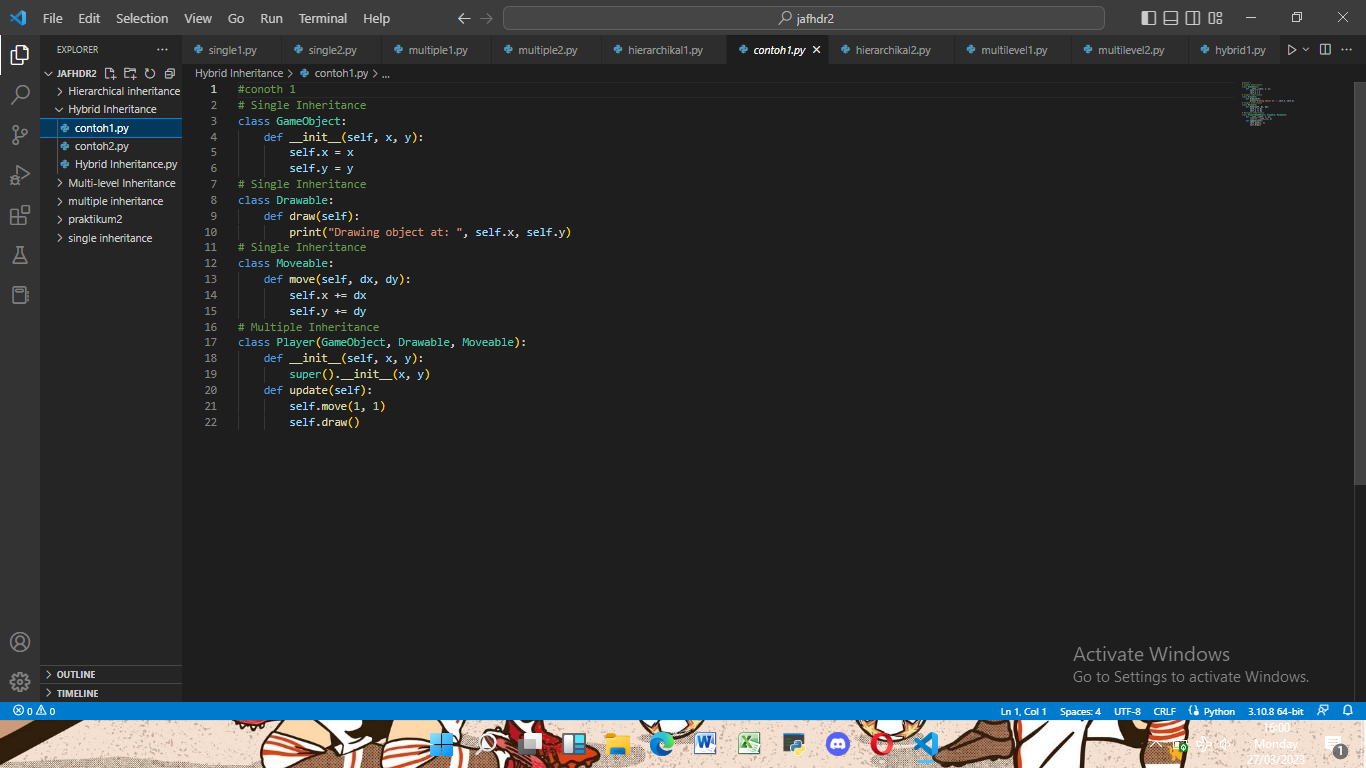 File Edit Selection View Go Run Terminal Help
jafhdr2
EXPLORER
single1.py
single2.py
multiple1.py
multiple2.py
hierarchikal1.py
contoh1.py
hierarchikal2.py
multilevel1.py
multilevel2.py
hybrid1.py
JAFHDR2
Hierarchical inheritance
Hybrid Inheritance
contoh1.py
contoh2.py
Hybrid Inheritance.py
Multi-level Inheritance
multiple inheritance
praktikum2
single inheritance
OUTLINE
TIMELINE
Hybrid Inheritance > contoh1.py > ...
1 #conoth 1
2 # Single Inheritance
3 class GameObject:
4     def __init__(self, x, y):
5         self.x = x
6         self.y = y
7 # Single Inheritance
8 class Drawable:
9     def draw(self):
10         print("Drawing object at: ", self.x, self.y)
11 # Single Inheritance
12 class Moveable:
13     def move(self, dx, dy):
14         self.x += dx
15         self.y += dy
16 # Multiple Inheritance
17 class Player(GameObject, Drawable, Moveable):
18     def __init__(self, x, y):
19         super().__init__(x, y)
20     def update(self):
21         self.move(1, 1)
22         self.draw()
Activate Windows
Go to Settings to activate Windows.
0 0
Ln 1, Col 1 Spaces: 4 UTF-8 CRLF Python 3.10.8 64-bit
16:00
Monday
27/03/2023
1